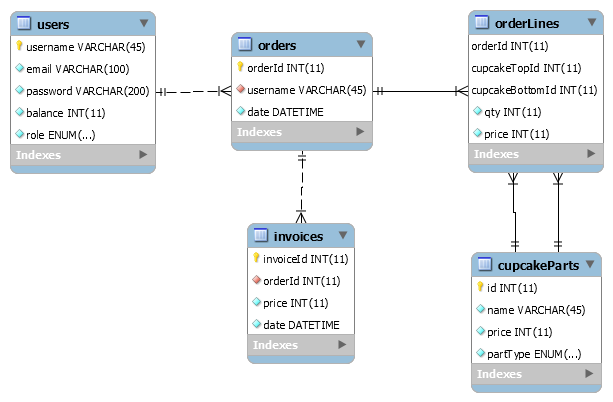 users
username VARCHAR(45)
email VARCHAR(100)
password VARCHAR(200)
balance INT(11)
role ENUM(...)
Indexes
orders
orderId INT(11)
username VARCHAR(45)
date DATETIME
Indexes
orderLines
orderId INT(11)
cupcakeTopId INT(11)
cupcakeBottomId INT(11)
qty INT(11)
price INT(11)
Indexes
invoices
invoiceId INT(11)
orderId INT(11)
price INT(11)
date DATETIME
Indexes
cupcakeParts
id INT(11)
name VARCHAR(45)
price INT(11)
partType ENUM(...)
Indexes